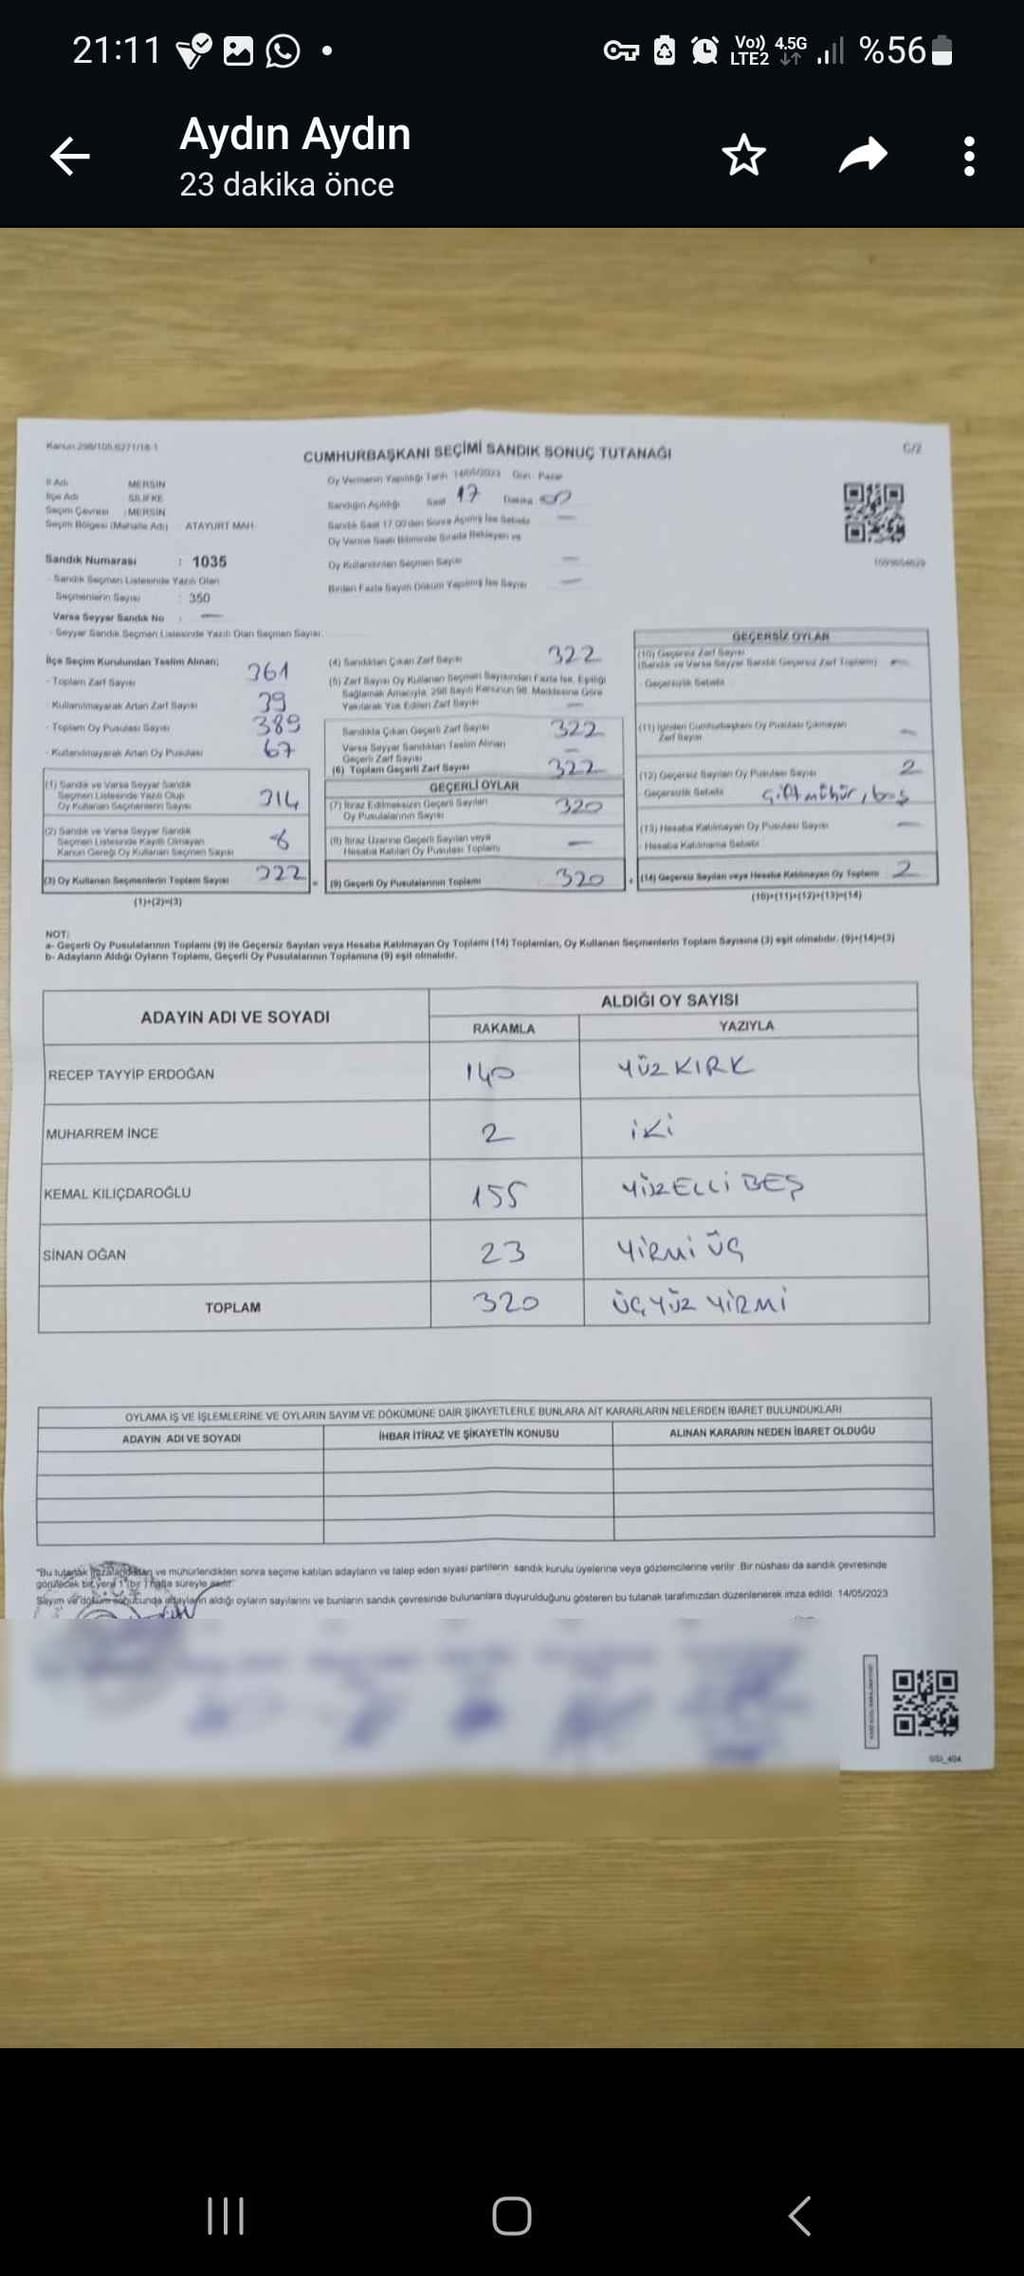 21:11
Vo)) 4.5G
LTE2
%56
Aydın Aydın
23 dakika önce
Kanun 298/105 6271/18-1
C/2
CUMHURBAŞKANI SEÇİMİ SANDIK SONUÇ TUTANAĞI
İl Adı MERSİN
İlçe Adı SİLİFKE
Seçim Çevresi : MERSİN
Seçim Bölgesi (Mahalle Adı) ATAYURT MAH.
Sandık Numarası : 1035
Sandık Seçmen Listesinde Yazılı Olan
Seçmenlerin Sayısı : 350
Varsa Seyyar Sandık No : —
Seyyar Sandık Seçmen Listesinde Yazılı Olan Seçmen Sayısı:
Oy Vermenin Yapıldığı Tarih 14/05/2023 Gün: Pazar
Sandığın Açıldığı Saat 17 Dakika 00
Sandık Saat 17.00'den Sonra Açılmış İse Sebebi —
Oy Verme Saati Bitiminde Sırada Bekleyen ve
Oy Kullandırılan Seçmen Sayısı —
Birden Fazla Sayım Döküm Yapılmış İse Sayısı —
İlçe Seçim Kurulundan Teslim Alınan;
- Toplam Zarf Sayısı 361
- Kullanılmayarak Artan Zarf Sayısı 39
- Toplam Oy Pusulası Sayısı 389
- Kullanılmayarak Artan Oy Pusulası 67
(1) Sandık ve Varsa Seyyar Sandık
Seçmen Listesinde Yazılı Olup
Oy Kullanan Seçmenlerin Sayısı 314
(2) Sandık ve Varsa Seyyar Sandık
Seçmen Listesinde Kayıtlı Olmayan
Kanun Gereği Oy Kullanan Seçmen Sayısı 8
(3) Oy Kullanan Seçmenlerin Toplam Sayısı 322
(1)+(2)=(3)
(4) Sandıktan Çıkan Zarf Sayısı 322
(5) Zarf Sayısı Oy Kullanan Seçmen Sayısından Fazla İse, Eşitliği
Sağlamak Amacıyla, 298 Sayılı Kanunun 98. Maddesine Göre
Yakılarak Yok Edilen Zarf Sayısı —
Sandıkta Çıkan Geçerli Zarf Sayısı 322
Varsa Seyyar Sandıktan Teslim Alınan
Geçerli Zarf Sayısı —
(6) Toplam Geçerli Zarf Sayısı 322
GEÇERLİ OYLAR
(7) İtiraz Edilmeksizin Geçerli Sayılan
Oy Pusulalarının Sayısı 320
(8) İtiraz Üzerine Geçerli Sayılan veya
Hesaba Katılan Oy Pusulası Toplamı —
(9) Geçerli Oy Pusulalarının Toplamı 320
GEÇERSİZ OYLAR
(10) Geçersiz Zarf Sayısı
(Sandık ve Varsa Seyyar Sandık Geçersiz Zarf Toplamı) —
Geçersizlik Sebebi
(11) İçinden Cumhurbaşkanı Oy Pusulası Çıkmayan
Zarf Sayısı —
(12) Geçersiz Sayılan Oy Pusulası Sayısı 2
Geçersizlik Sebebi Çift mühür, boş
(13) Hesaba Katılmayan Oy Pusulası Sayısı —
Hesaba Katılmama Sebebi
(14) Geçersiz Sayılan veya Hesaba Katılmayan Oy Toplamı 2
(10)+(11)+(12)+(13)=(14)
NOT:
a- Geçerli Oy Pusulalarının Toplamı (9) ile Geçersiz Sayılan veya Hesaba Katılmayan Oy Toplamı (14) Toplamları, Oy Kullanan Seçmenlerin Toplam Sayısına (3) eşit olmalıdır. (9)+(14)=(3)
b- Adayların Aldığı Oyların Toplamı, Geçerli Oy Pusulalarının Toplamına (9) eşit olmalıdır.
ADAYIN ADI VE SOYADI
ALDIĞI OY SAYISI
RAKAMLA YAZIYLA
RECEP TAYYİP ERDOĞAN 140 YÜZ KIRK
MUHARREM İNCE 2 İKİ
KEMAL KILIÇDAROĞLU 155 YÜZELLİ BEŞ
SİNAN OĞAN 23 YİRMİ ÜÇ
TOPLAM 320 ÜÇYÜZ YİRMİ
OYLAMA İŞ VE İŞLEMLERİNE VE OYLARIN SAYIM VE DÖKÜMÜNE DAİR ŞİKAYETLERLE BUNLARA AİT KARARLARIN NELERDEN İBARET BULUNDUKLARI
ADAYIN ADI VE SOYADI İHBAR İTİRAZ VE ŞİKAYETİN KONUSU ALINAN KARARIN NEDEN İBARET OLDUĞU
"Bu tutanak imzalandıktan ve mühürlendikten sonra seçime katılan adayların ve talep eden siyasi partilerin sandık kurulu üyelerine veya gözlemcilerine verilir. Bir nüshası da sandık çevresinde
görülecek bir yere 1 (bir) hafta süreyle asılır"
Sayım ve döküm sonucunda adayların aldığı oyların sayılarını ve bunların sandık çevresinde bulunanlara duyurulduğunu gösteren bu tutanak tarafımızdan düzenlenerek imza edildi. 14/05/2023